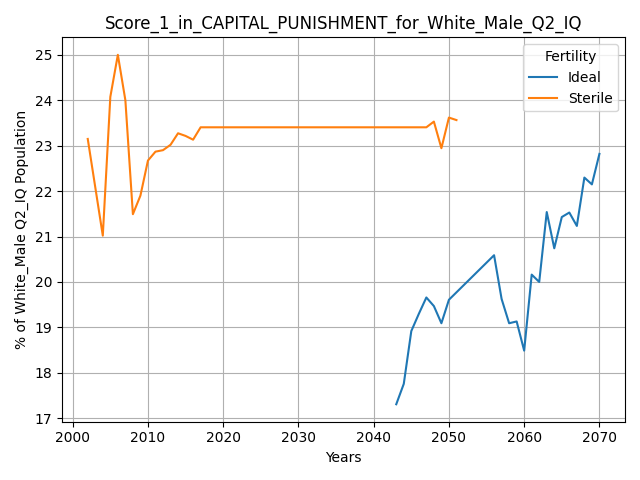 Score_1_in_CAPITAL_PUNISHMENT_for_White_Male_Q2_IQ
Fertility
Ideal
Sterile
% of White_Male Q2_IQ Population
25
24
23
22
21
20
19
18
17
2000 2010 2020 2030 2040 2050 2060 2070
Years